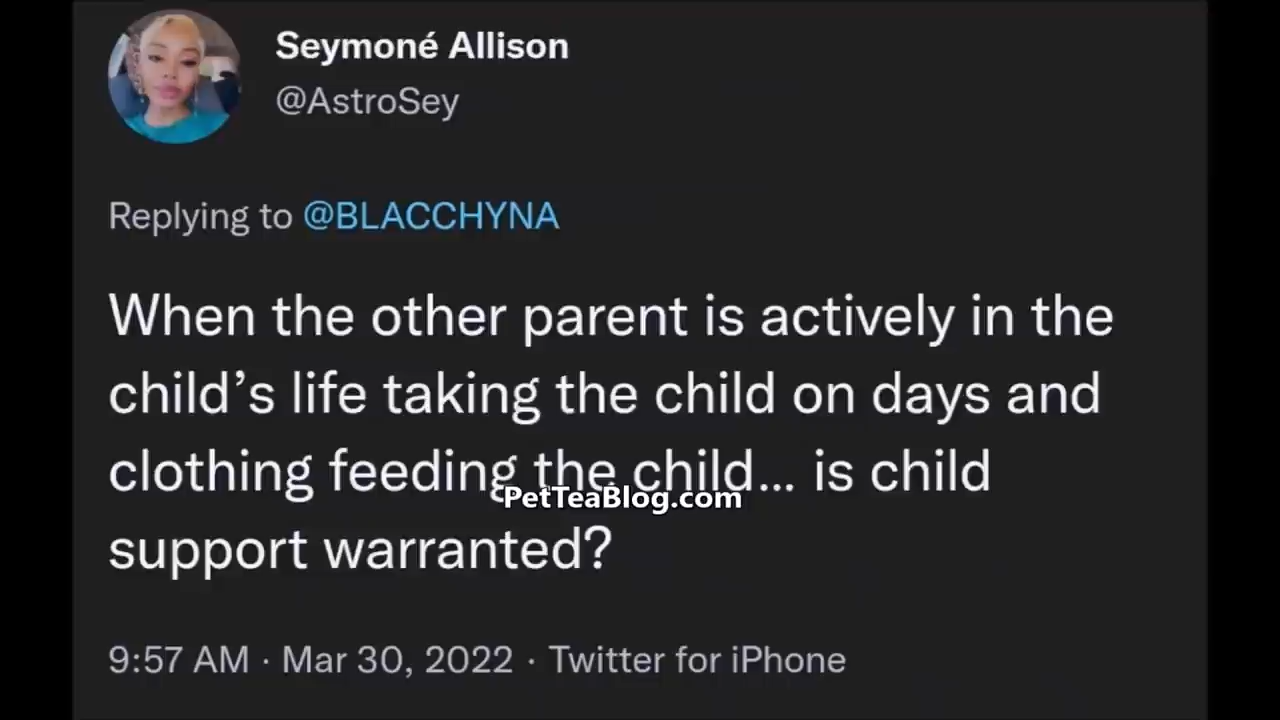 Seymoné Allison
@AstroSey
Replying to @BLACCHYNA
When the other parent is actively in the
child’s life taking the child on days and
clothing feeding the child... is child
PetTeaBlog.com
support warranted?
9:57 AM · Mar 30, 2022 · Twitter for iPhone